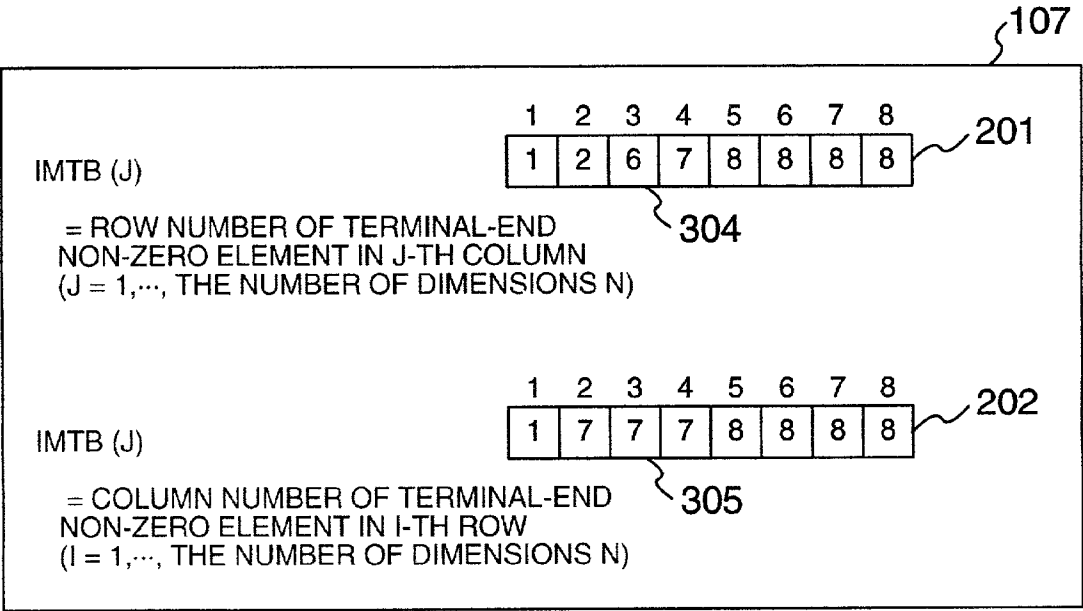 107
1 2 3 4 5 6 7 8
1 2 6 7 8 8 8 8
201
IMTB (J)
304
= ROW NUMBER OF TERMINAL-END
NON-ZERO ELEMENT IN J-TH COLUMN
(J = 1,···, THE NUMBER OF DIMENSIONS N)
1 2 3 4 5 6 7 8
1 7 7 7 8 8 8 8
202
IMTB (J)
305
= COLUMN NUMBER OF TERMINAL-END
NON-ZERO ELEMENT IN I-TH ROW
(I = 1,···, THE NUMBER OF DIMENSIONS N)